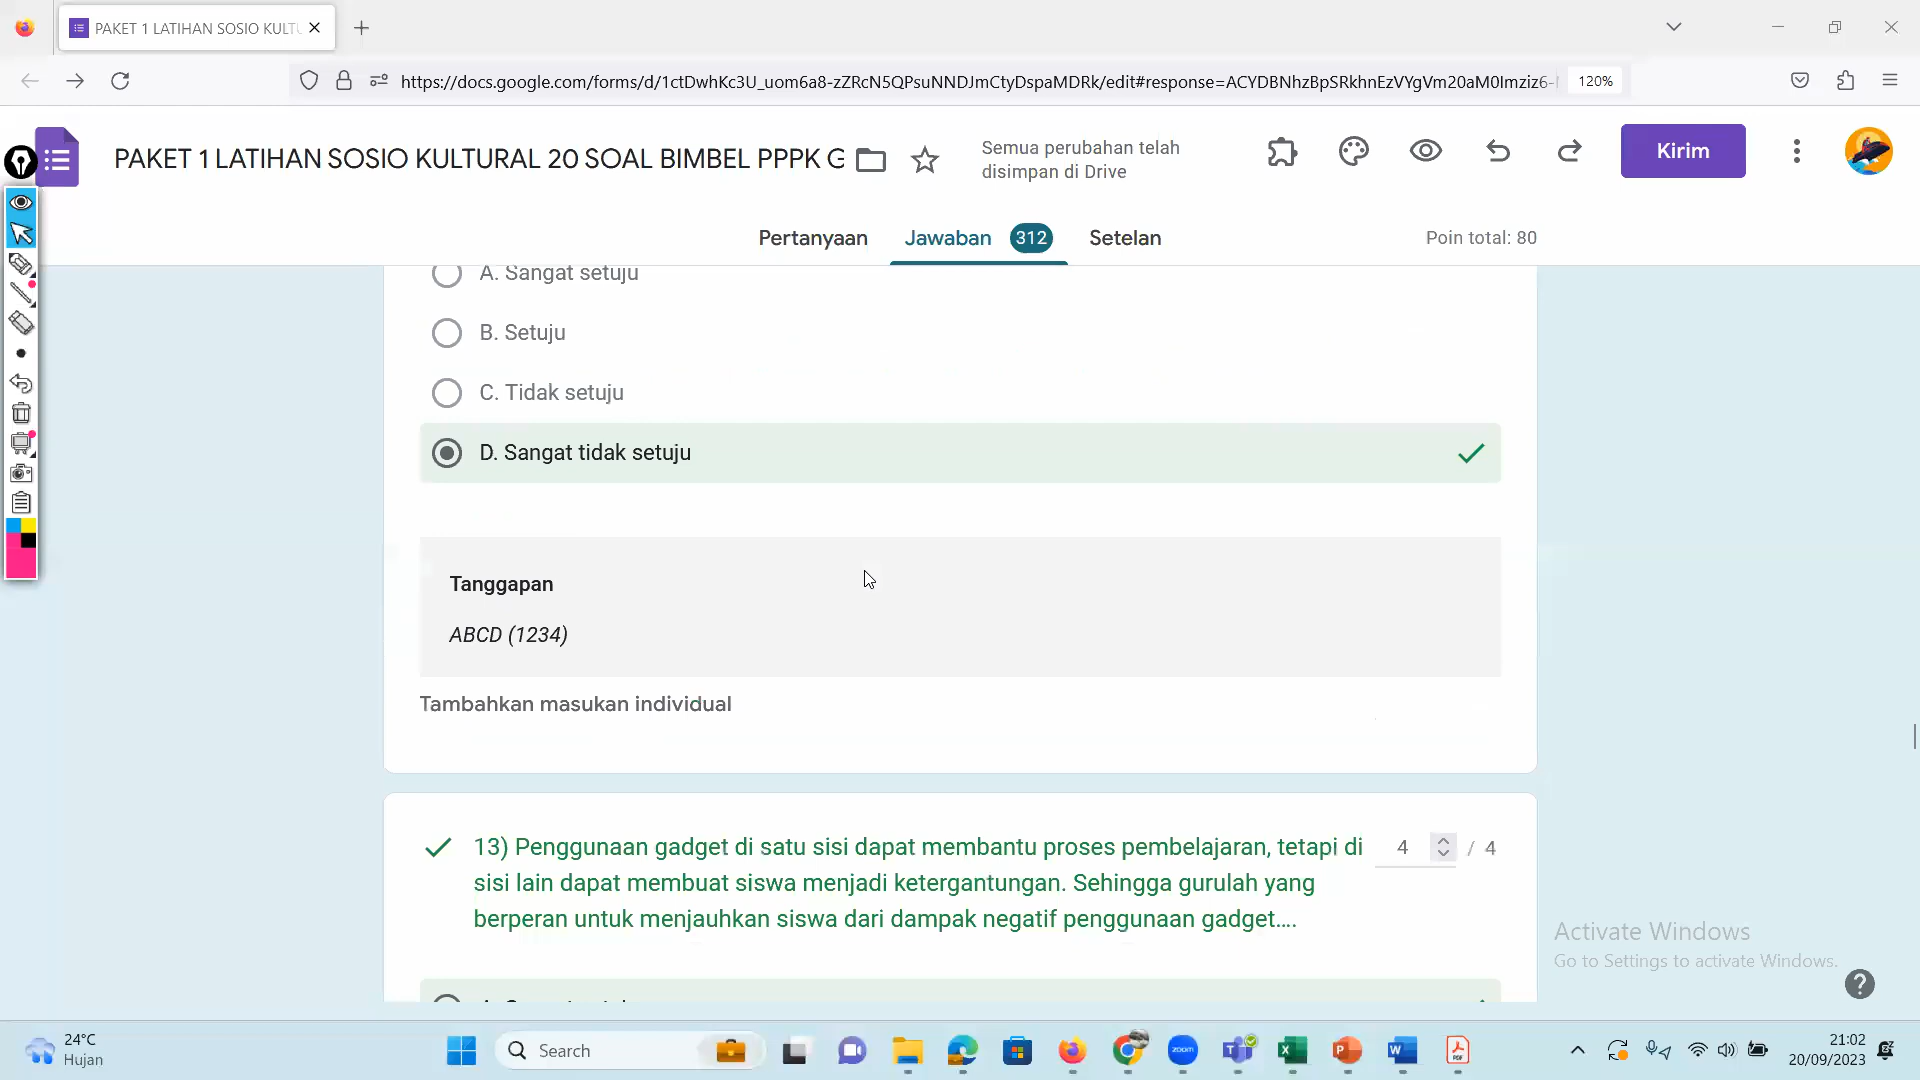 PAKET 1 LATIHAN SOSIO KULTU
https://docs.google.com/forms/d/1ctDwhKc3U_uom6a8-zZRcN5QPsuNNDJmCtyDspaMDRk/edit#response=ACYDBNhzBpSRkhnEzVYgVm20aM0Imziz6-
120%
PAKET 1 LATIHAN SOSIO KULTURAL 20 SOAL BIMBEL PPPK G
Semua perubahan telah
disimpan di Drive
Kirim
Pertanyaan
Jawaban
312
Setelan
Poin total: 80
A. Sangat setuju
B. Setuju
C. Tidak setuju
D. Sangat tidak setuju
Tanggapan
ABCD (1234)
Tambahkan masukan individual
13) Penggunaan gadget di satu sisi dapat membantu proses pembelajaran, tetapi di
4 / 4
sisi lain dapat membuat siswa menjadi ketergantungan. Sehingga gurulah yang
berperan untuk menjauhkan siswa dari dampak negatif penggunaan gadget....
Activate Windows
Go to Settings to activate Windows.
24°C
Hujan
Search
zoom
21:02
20/09/2023